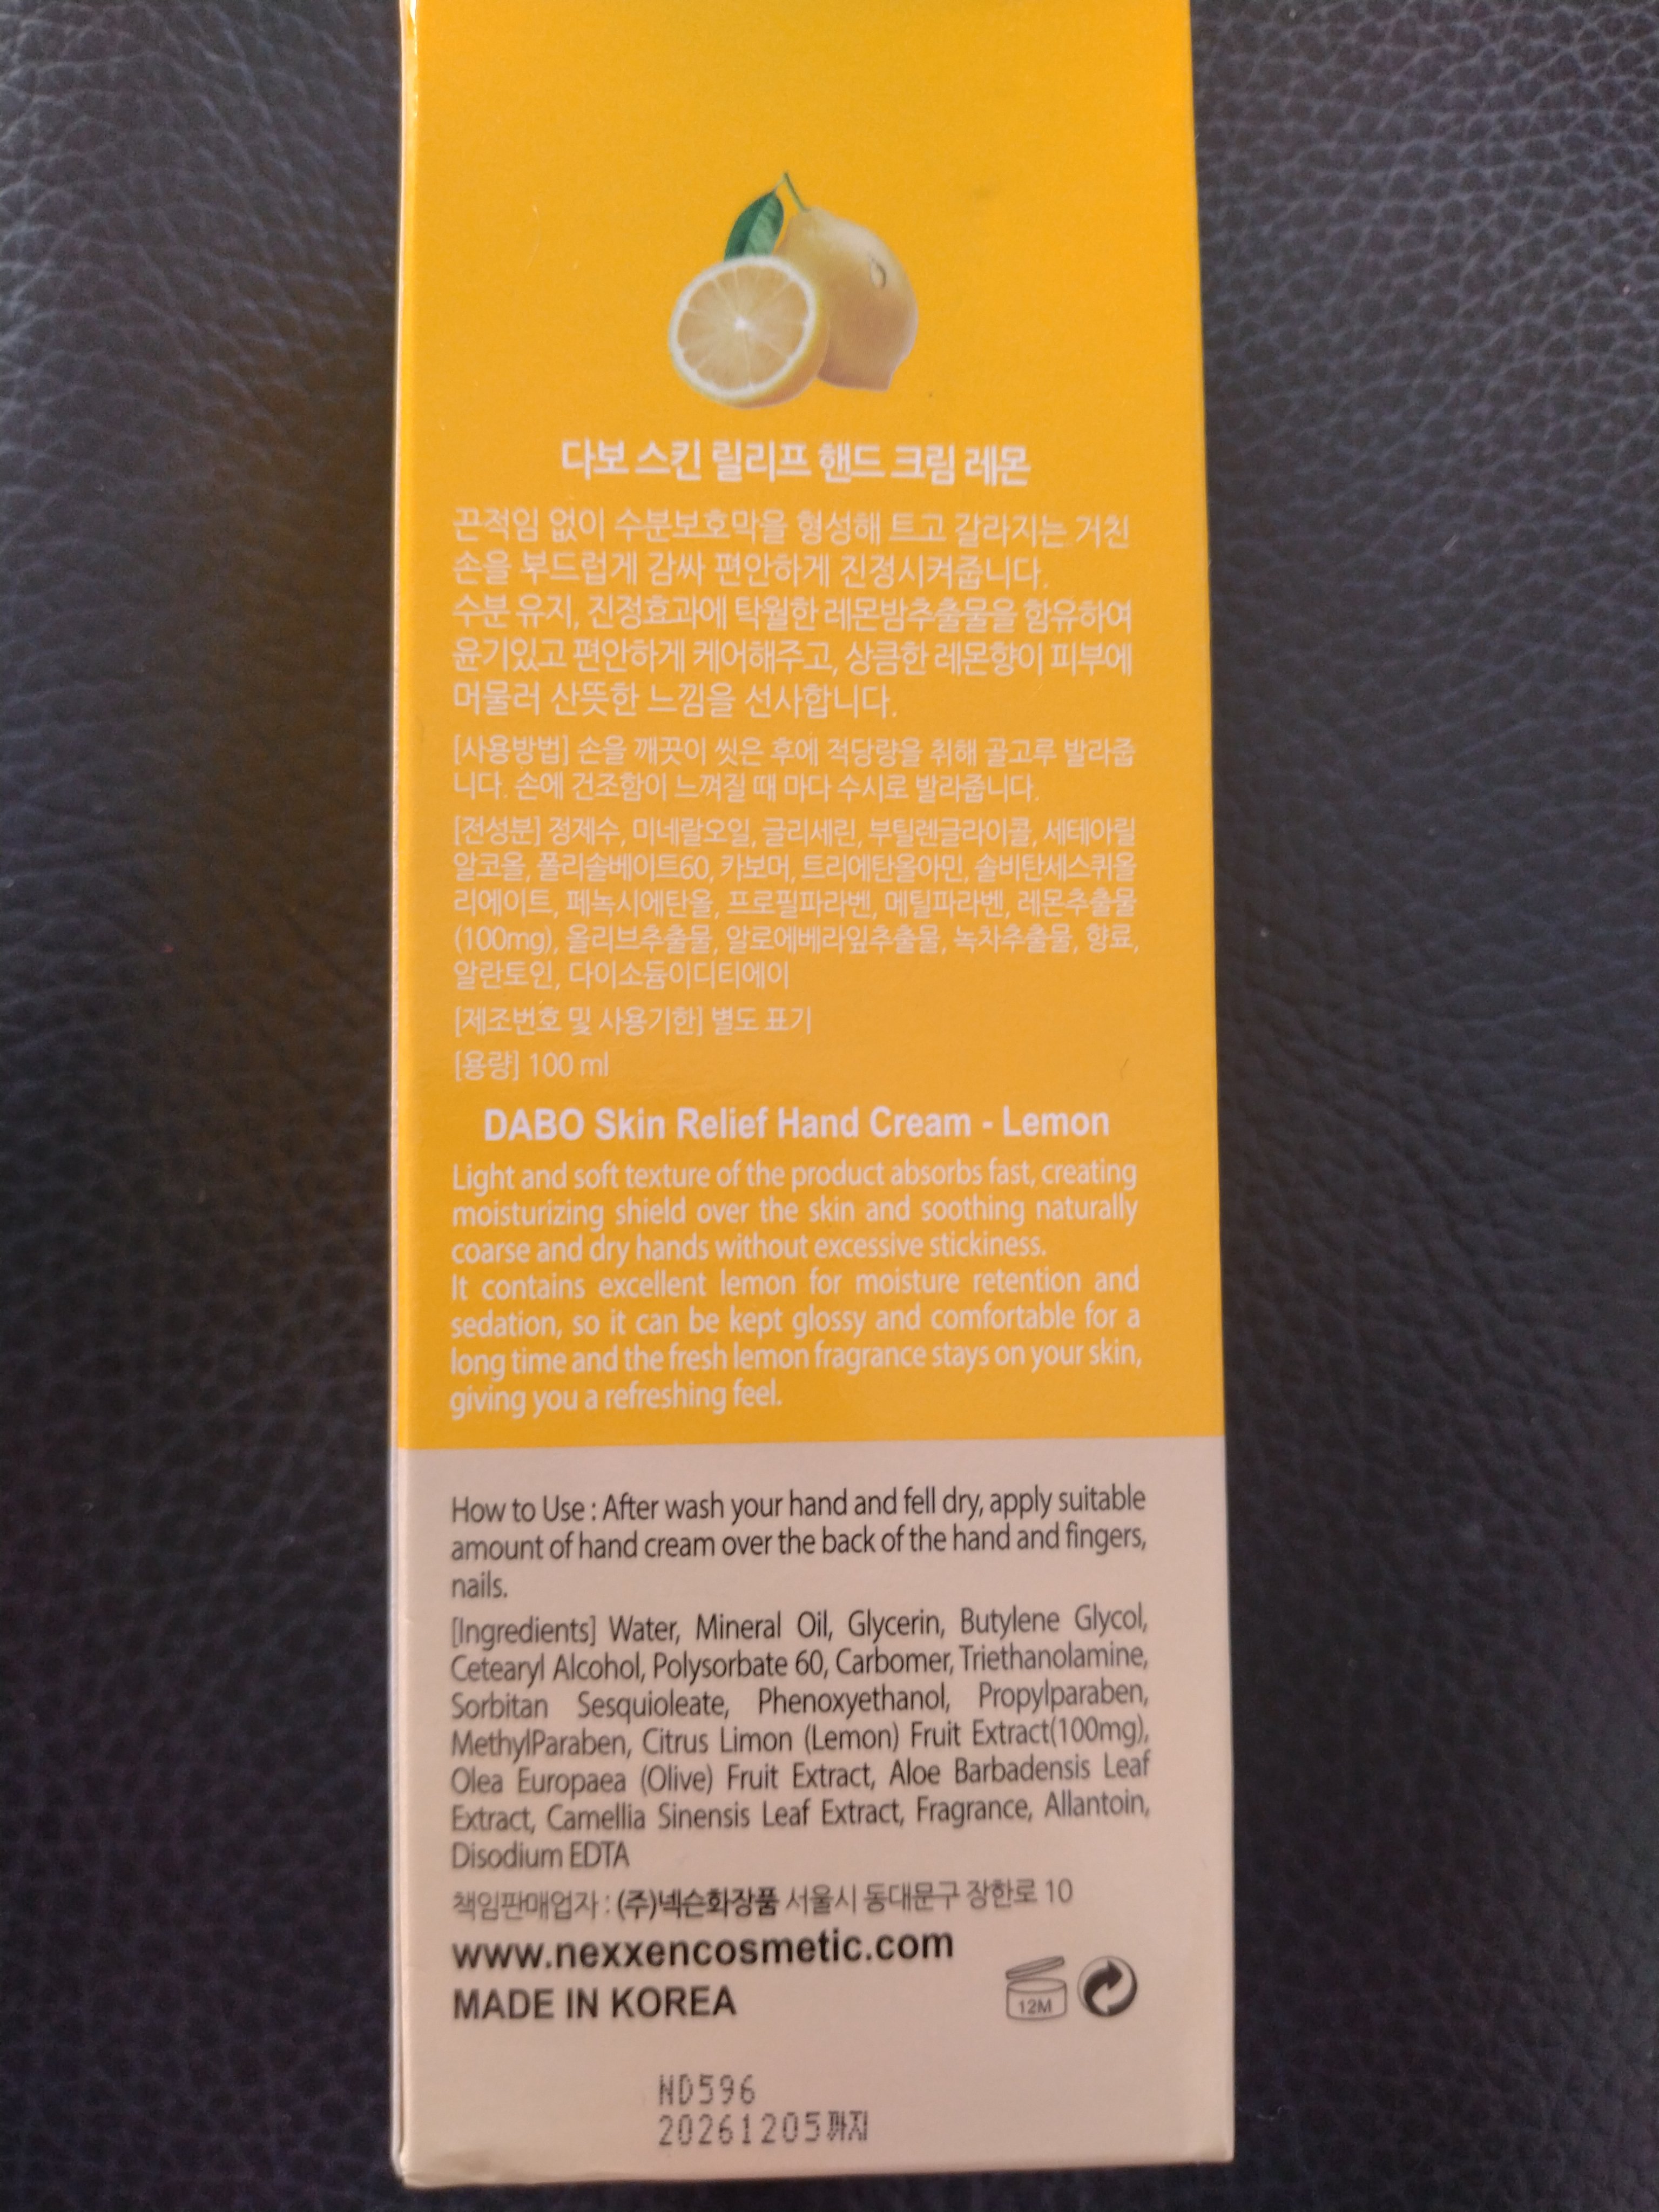 다보 스킨 릴리프 핸드 크림 레몬
끈적임 없이 수분보호막을 형성해 트고 갈라지는 거친
손을 부드럽게 감싸 편안하게 진정시켜줍니다.
수분 유지, 진정효과에 탁월한 레몬밤추출물을 함유하여
윤기있고 편안하게 케어해주고, 상큼한 레몬향이 피부에
머물러 산뜻한 느낌을 선사합니다.
[사용방법] 손을 깨끗이 씻은 후에 적당량을 취해 골고루 발라줍
니다. 손에 건조함이 느껴질 때 마다 수시로 발라줍니다.
[전성분] 정제수, 미네랄오일, 글리세린, 부틸렌글라이콜, 세테아릴
알코올, 폴리솔베이트60, 카보머, 트리에탄올아민, 솔비탄세스퀴올
리에이트, 페녹시에탄올, 프로필파라벤, 메틸파라벤, 레몬추출물
(100mg), 올리브추출물, 알로에베라잎추출물, 녹차추출물, 향료,
알란토인, 다이소듐이디티에이
[제조번호 및 사용기한] 별도 표기
[용량] 100 ml
DABO Skin Relief Hand Cream - Lemon
Light and soft texture of the product absorbs fast, creating
moisturizing shield over the skin and soothing naturally
coarse and dry hands without excessive stickiness.
It contains excellent lemon for moisture retention and
sedation, so it can be kept glossy and comfortable for a
long time and the fresh lemon fragrance stays on your skin,
giving you a refreshing feel.
How to Use : After wash your hand and fell dry, apply suitable
amount of hand cream over the back of the hand and fingers,
nails.
[Ingredients] Water, Mineral Oil, Glycerin, Butylene Glycol,
Cetearyl Alcohol, Polysorbate 60, Carbomer, Triethanolamine,
Sorbitan Sesquioleate, Phenoxyethanol, Propylparaben,
MethylParaben, Citrus Limon (Lemon) Fruit Extract(100mg),
Olea Europaea (Olive) Fruit Extract, Aloe Barbadensis Leaf
Extract, Camellia Sinensis Leaf Extract, Fragrance, Allantoin,
Disodium EDTA
책임판매업자 : (주)넥슨화장품 서울시 동대문구 장한로 10
www.nexxencosmetic.com
MADE IN KOREA
12M
ND596
20261205까지